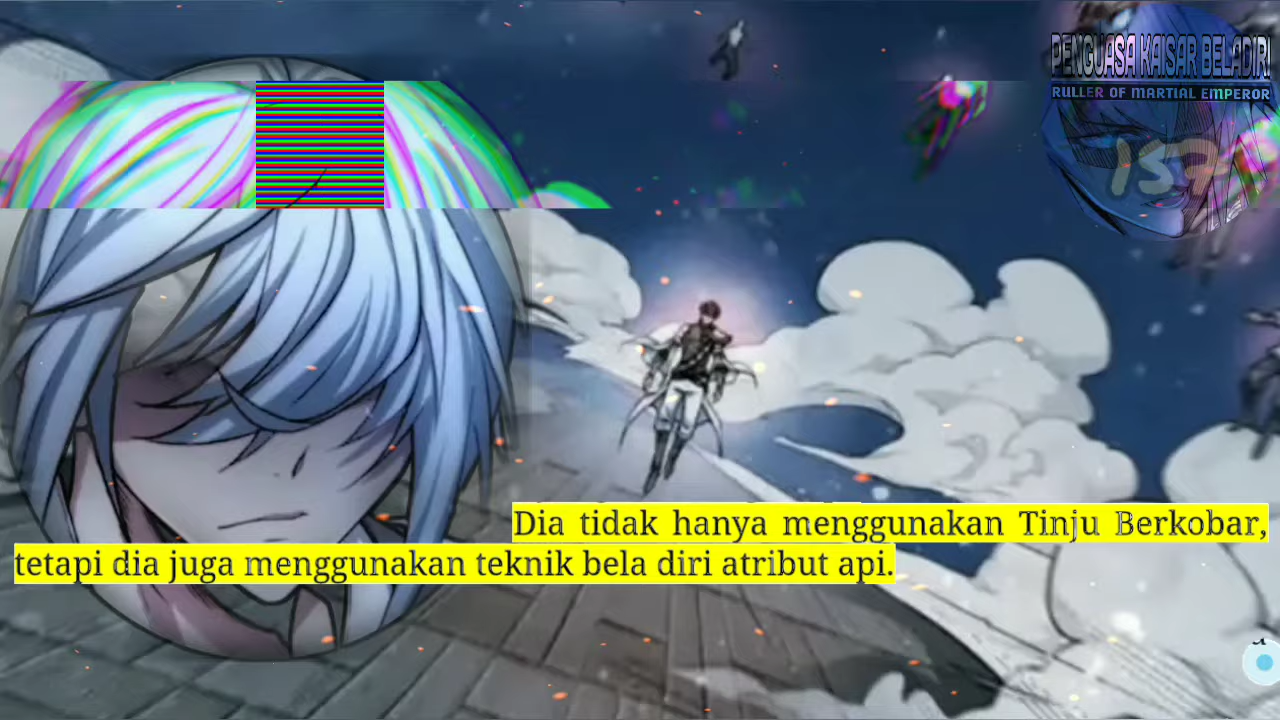 PENGUASA KAISAR BELADIRI
RULLER OF MARTIAL EMPEROR
157
Dia tidak hanya menggunakan Tinju Berkobar,
tetapi dia juga menggunakan teknik bela diri atribut api.